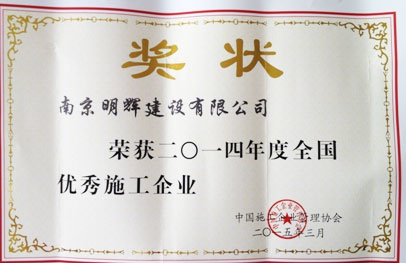 奖状
南京明辉建设有限公司
荣获二〇一四年度全国
优秀施工企业
中国施工企业管理协会
二〇一五年三月